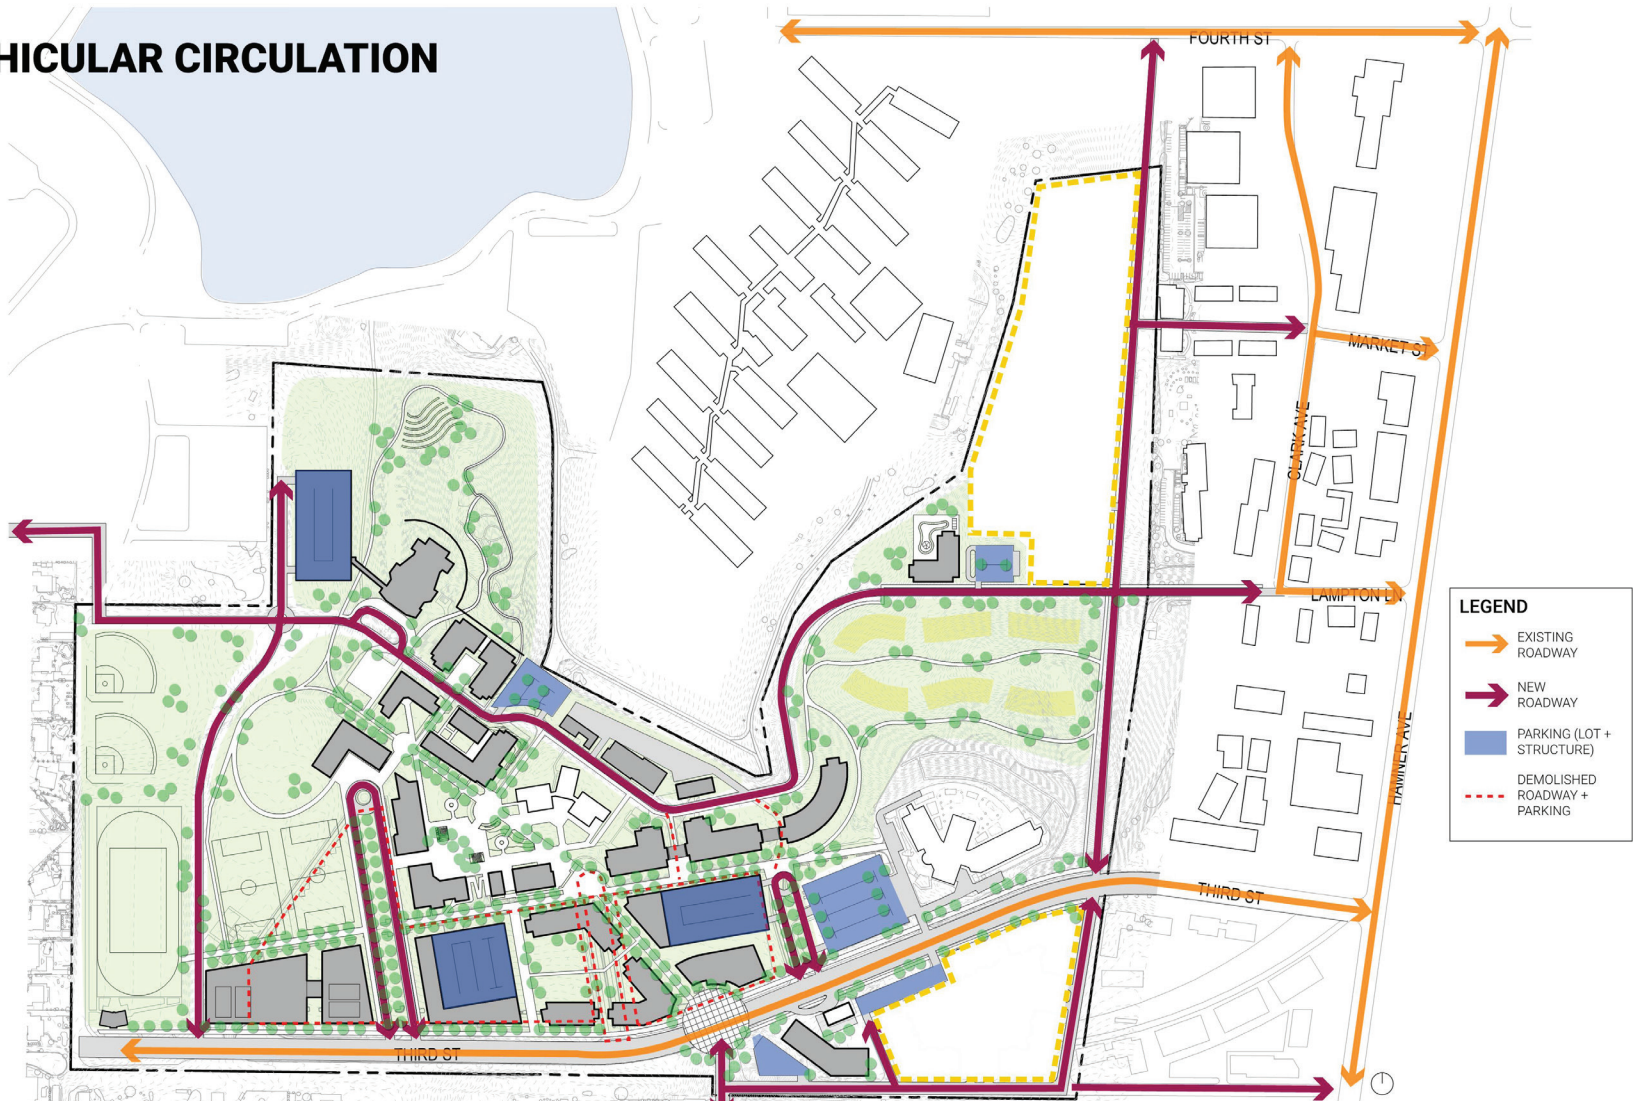 HICULAR CIRCULATION
FOURTH ST
MARKET ST
CLARK AVE
LAMPTON LN
HAMNER AVE
THIRD ST
THIRD ST
LEGEND
EXISTING
ROADWAY
NEW
ROADWAY
PARKING (LOT +
STRUCTURE)
DEMOLISHED
ROADWAY +
PARKING